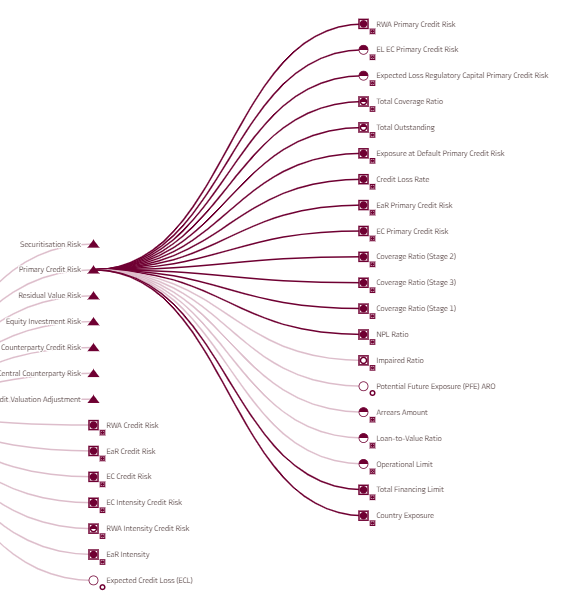 RWA Primary Credit Risk
EL EC Primary Credit Risk
Expected Loss Regulatory Capital Primary Credit Risk
Total Coverage Ratio
Total Outstanding
Exposure at Default Primary Credit Risk
Credit Loss Rate
EaR Primary Credit Risk
EC Primary Credit Risk
Coverage Ratio (Stage 2)
Coverage Ratio (Stage 3)
Coverage Ratio (Stage 1)
NPL Ratio
Impaired Ratio
Potential Future Exposure (PFE) ARO
Arrears Amount
Loan-to-Value Ratio
Operational Limit
Total Financing Limit
Country Exposure
Securitisation Risk
Primary Credit Risk
Residual Value Risk
Equity Investment Risk
Counterparty Credit Risk
entral Counterparty Risk
dit Valuation Adjustment
RWA Credit Risk
EaR Credit Risk
EC Credit Risk
EC Intensity Credit Risk
RWA Intensity Credit Risk
EaR Intensity
Expected Credit Loss (ECL)